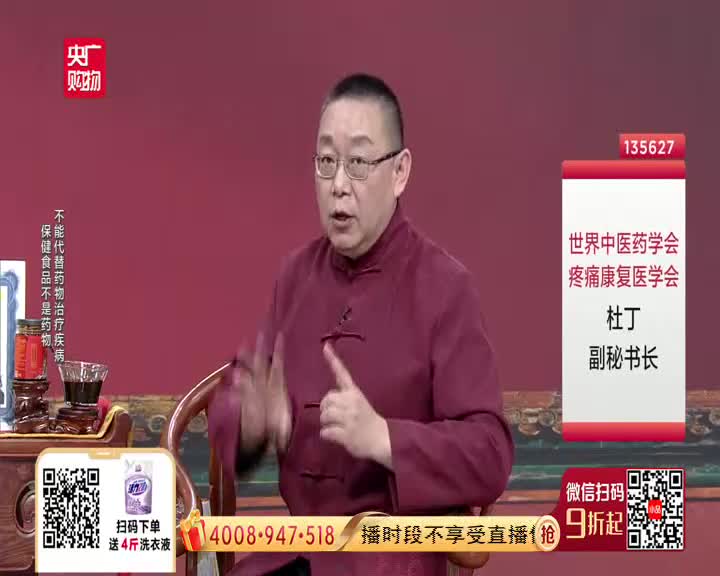 央广
购物
135627
世界中医药学会
疼痛康复医学会
杜丁
副秘书长
保健食品不是药物,
不能代替药物治疗疾病
扫码下单
送4斤洗衣液
4008·947·518
播时段不享受直播
抢
微信扫码
9折起